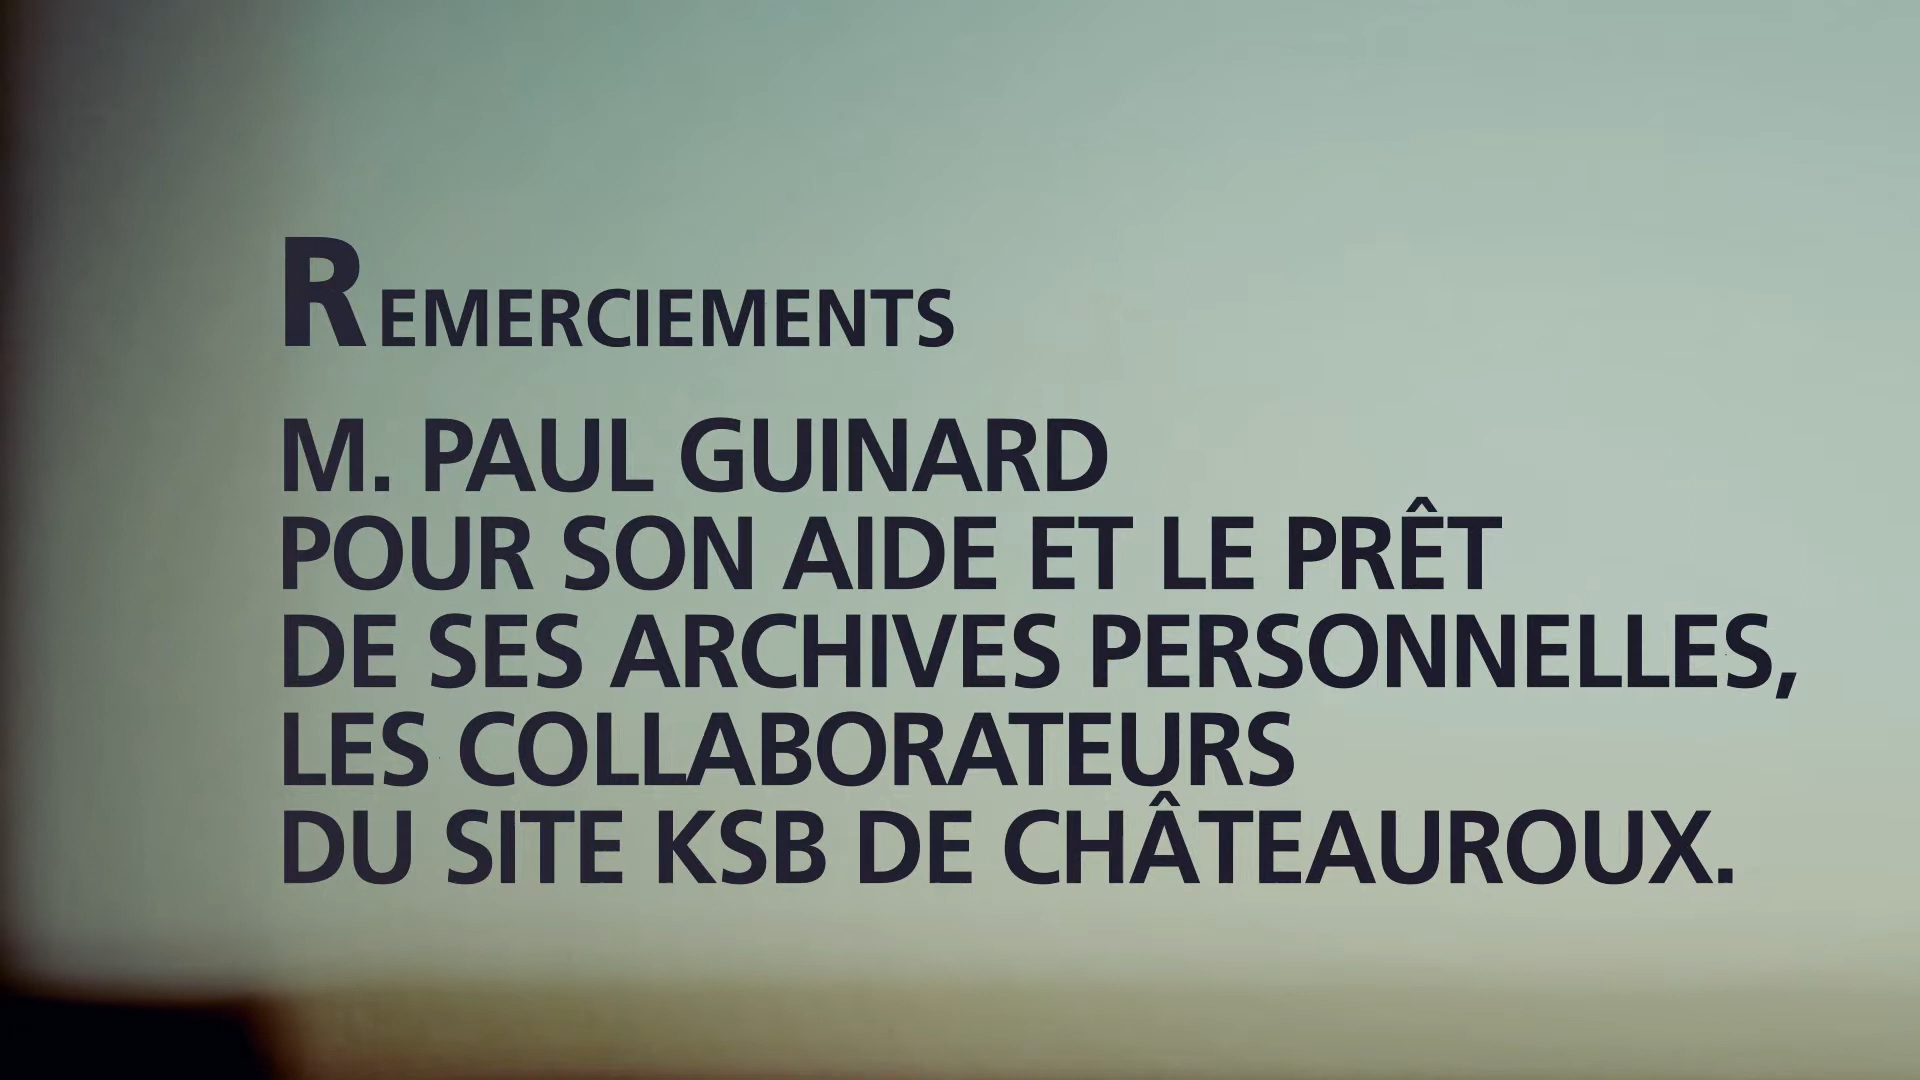 REMERCIEMENTS
M. PAUL GUINARD
POUR SON AIDE ET LE PRÊT
DE SES ARCHIVES PERSONNELLES,
LES COLLABORATEURS
DU SITE KSB DE CHÂTEAUROUX.